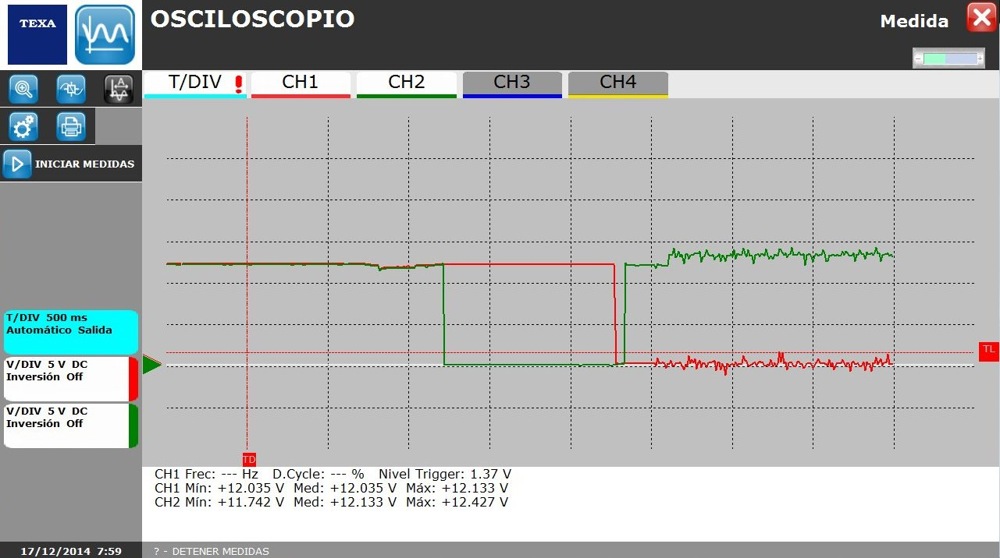 TEXA
OSCILOSCOPIO
Medida
T/DIV !
CH1
CH2
CH3
CH4
INICIAR MEDIDAS
T/DIV 500 ms
Automático Salida
V/DIV 5 V DC
Inversión Off
V/DIV 5 V DC
Inversión Off
TL
TD
CH1 Frec: --- Hz D.Cycle: --- % Nivel Trigger: 1.37 V
CH1 Mín: +12.035 V Med: +12.035 V Máx: +12.133 V
CH2 Mín: +11.742 V Med: +12.133 V Máx: +12.427 V
17/12/2014 7:59
? - DETENER MEDIDAS